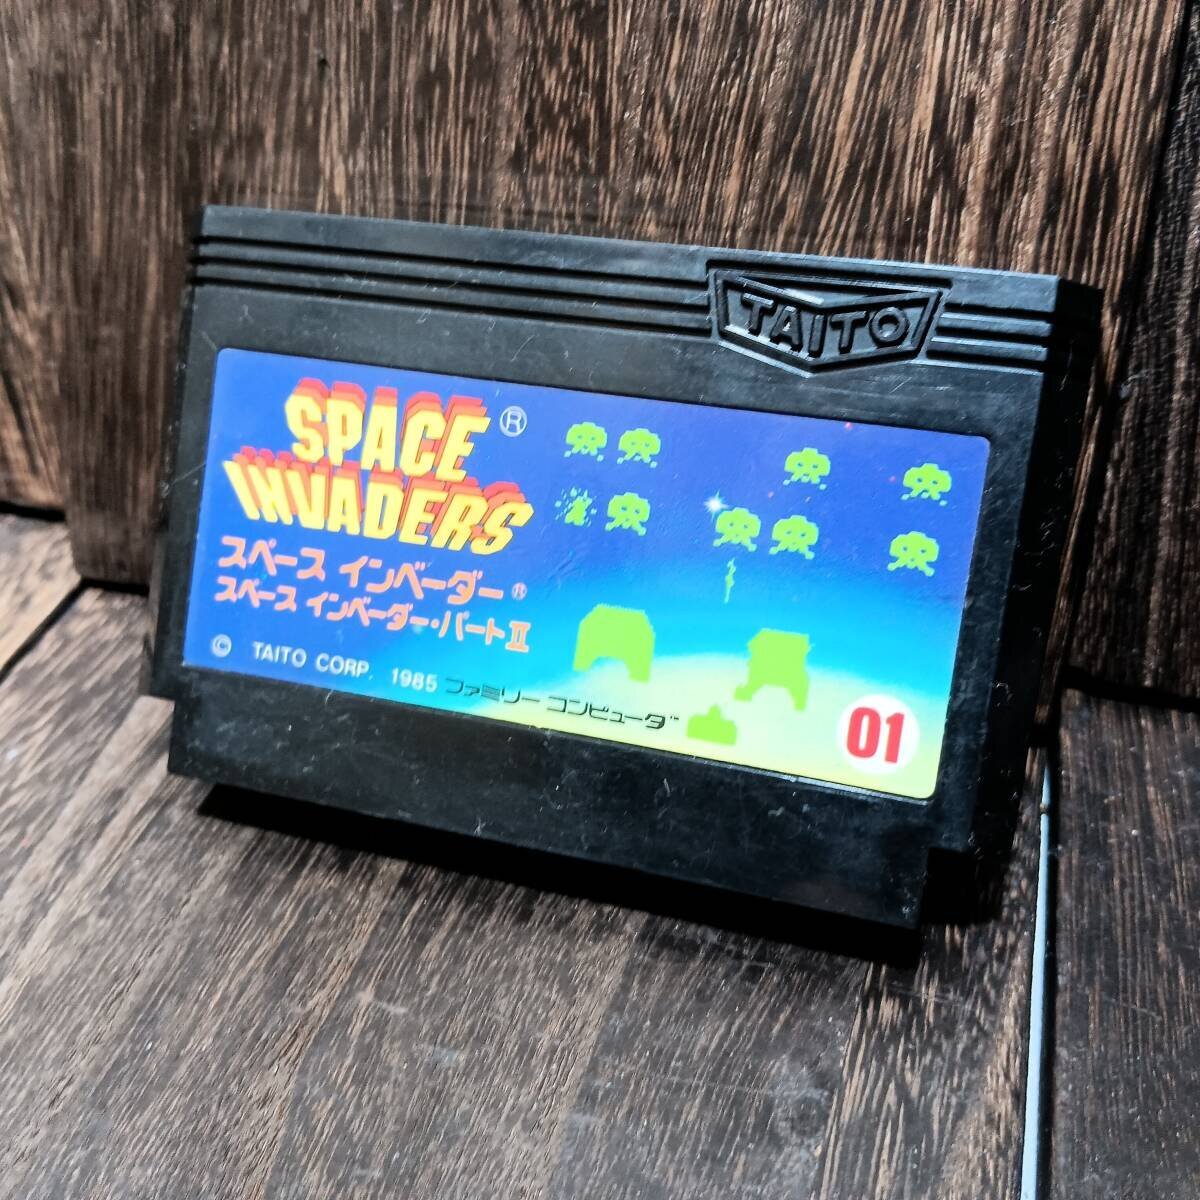 TAITO
SPACE ®
INVADERS
スペース インベーダー ®
スペース インベーダー・パートII
© TAITO CORP. 1985 ファミリー コンピュータ™
01